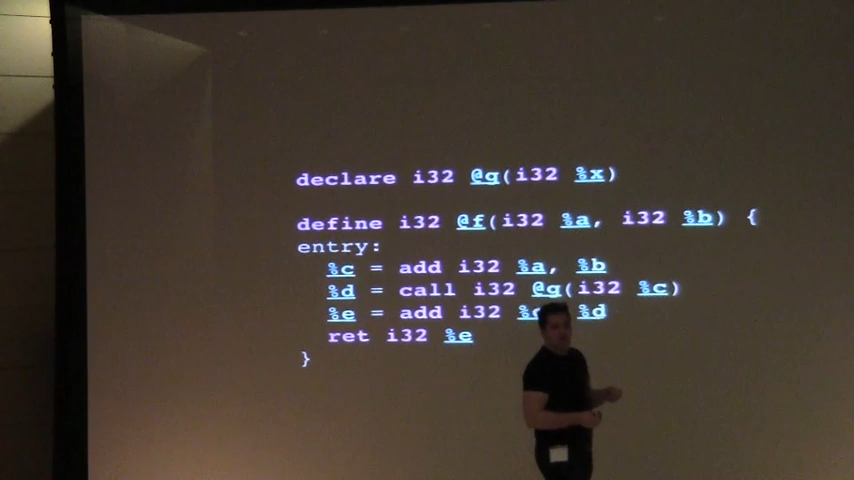 declare i32 @g(i32 %x)
define i32 @f(i32 %a, i32 %b) {
entry:
%c = add i32 %a, %b
%d = call i32 @g(i32 %c)
%e = add i32 %d
ret i32 %e
}